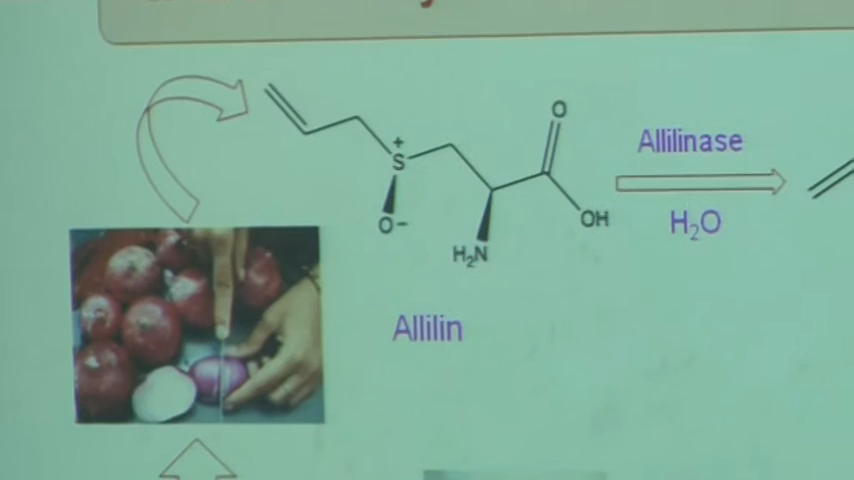 O
+
S
O-
OH
H₂N
Allilin
Allilinase
H₂O